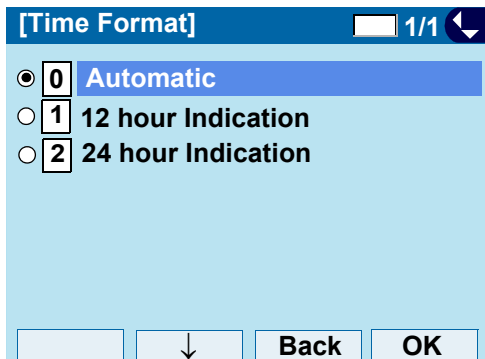 [Time Format] 1/1
0 Automatic
1 12 hour Indication
2 24 hour Indication
↓ Back OK